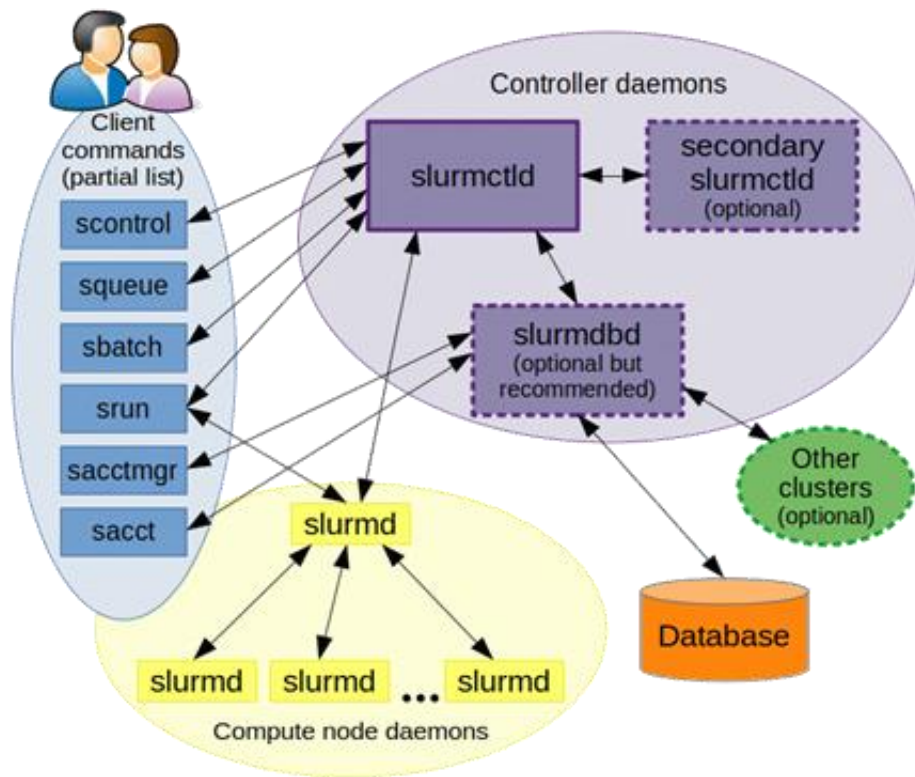 Client
commands
(partial list)
scontrol
squeue
sbatch
srun
sacctmgr
sacct
Controller daemons
slurmctld
secondary
slurmctld
(optional)
slurmdbd
(optional but
recommended)
Other
clusters
(optional)
Database
slurmd
slurmd slurmd ... slurmd
Compute node daemons